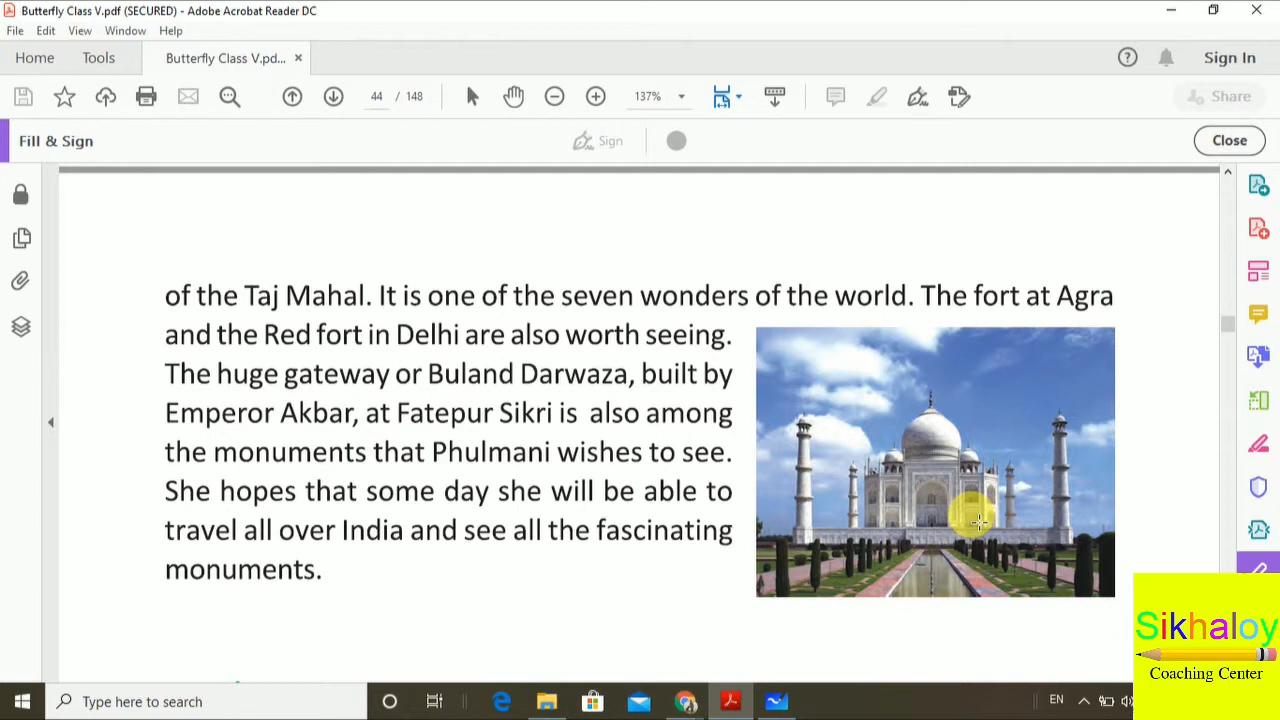 Butterfly Class V.pdf (SECURED) - Adobe Acrobat Reader DC
File Edit View Window Help
Home Tools Butterfly Class V.pd... × Sign In
44 / 148 137% Share
Fill & Sign Sign Close
of the Taj Mahal. It is one of the seven wonders of the world. The fort at Agra
and the Red fort in Delhi are also worth seeing.
The huge gateway or Buland Darwaza, built by
Emperor Akbar, at Fatepur Sikri is also among
the monuments that Phulmani wishes to see.
She hopes that some day she will be able to
travel all over India and see all the fascinating
monuments.
Sikhaloy
Coaching Center
Type here to search EN